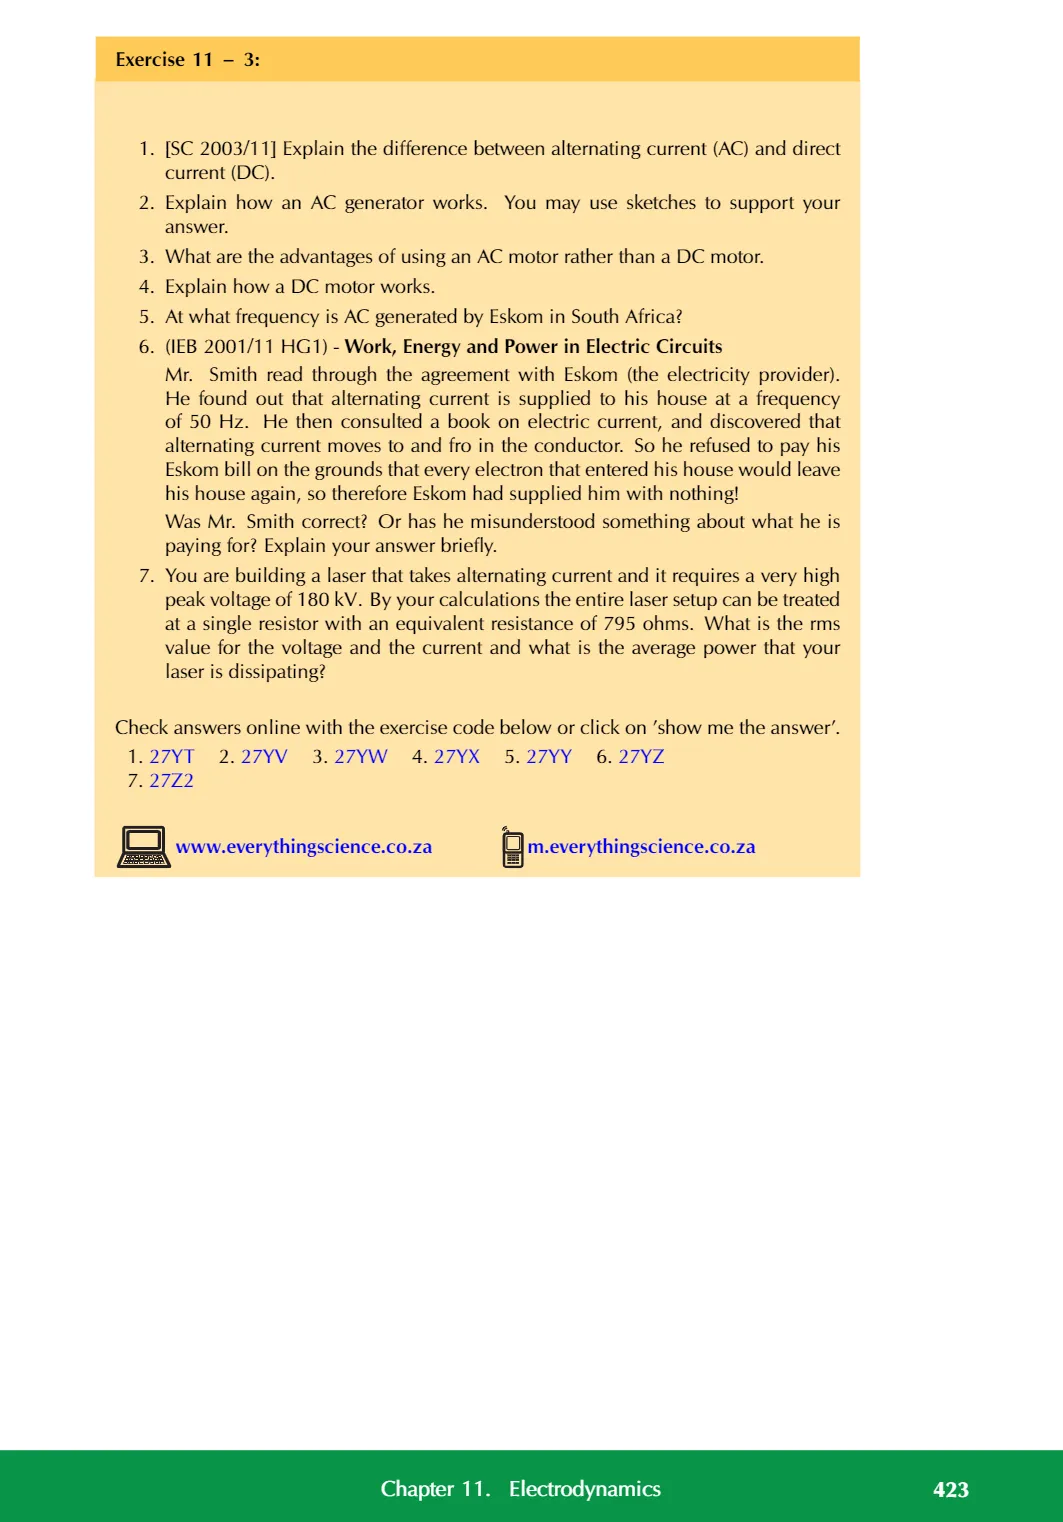 Exercise 11 – 3:
1. [SC 2003/11] Explain the difference between alternating current (AC) and direct
current (DC).
2. Explain how an AC generator works. You may use sketches to support your
answer.
3. What are the advantages of using an AC motor rather than a DC motor.
4. Explain how a DC motor works.
5. At what frequency is AC generated by Eskom in South Africa?
6. (IEB 2001/11 HG1) - Work, Energy and Power in Electric Circuits
Mr. Smith read through the agreement with Eskom (the electricity provider).
He found out that alternating current is supplied to his house at a frequency
of 50 Hz. He then consulted a book on electric current, and discovered that
alternating current moves to and fro in the conductor. So he refused to pay his
Eskom bill on the grounds that every electron that entered his house would leave
his house again, so therefore Eskom had supplied him with nothing!
Was Mr. Smith correct? Or has he misunderstood something about what he is
paying for? Explain your answer briefly.
7. You are building a laser that takes alternating current and it requires a very high
peak voltage of 180 kV. By your calculations the entire laser setup can be treated
at a single resistor with an equivalent resistance of 795 ohms. What is the rms
value for the voltage and the current and what is the average power that your
laser is dissipating?
Check answers online with the exercise code below or click on ’show me the answer’.
1. 27YT 2. 27YV 3. 27YW 4. 27YX 5. 27YY 6. 27YZ
7. 27Z2
www.everythingscience.co.za m.everythingscience.co.za
Chapter 11. Electrodynamics 423